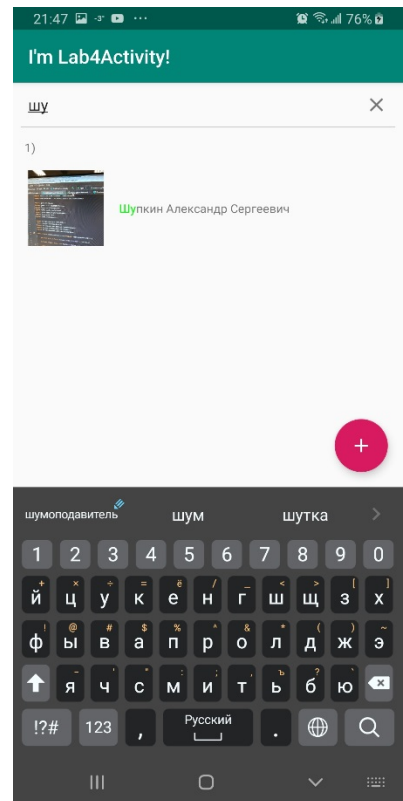 21:47 -3° ... 76%
I'm Lab4Activity!
шу
1)
Шупкин Александр Сергеевич
+
шумоподавитель шум шутка >
1 2 3 4 5 6 7 8 9 0
й ц у к е н г ш щ з х
ф ы в а п р о л д ж э
я ч с м и т ь б ю
!?# 123 , Русский .